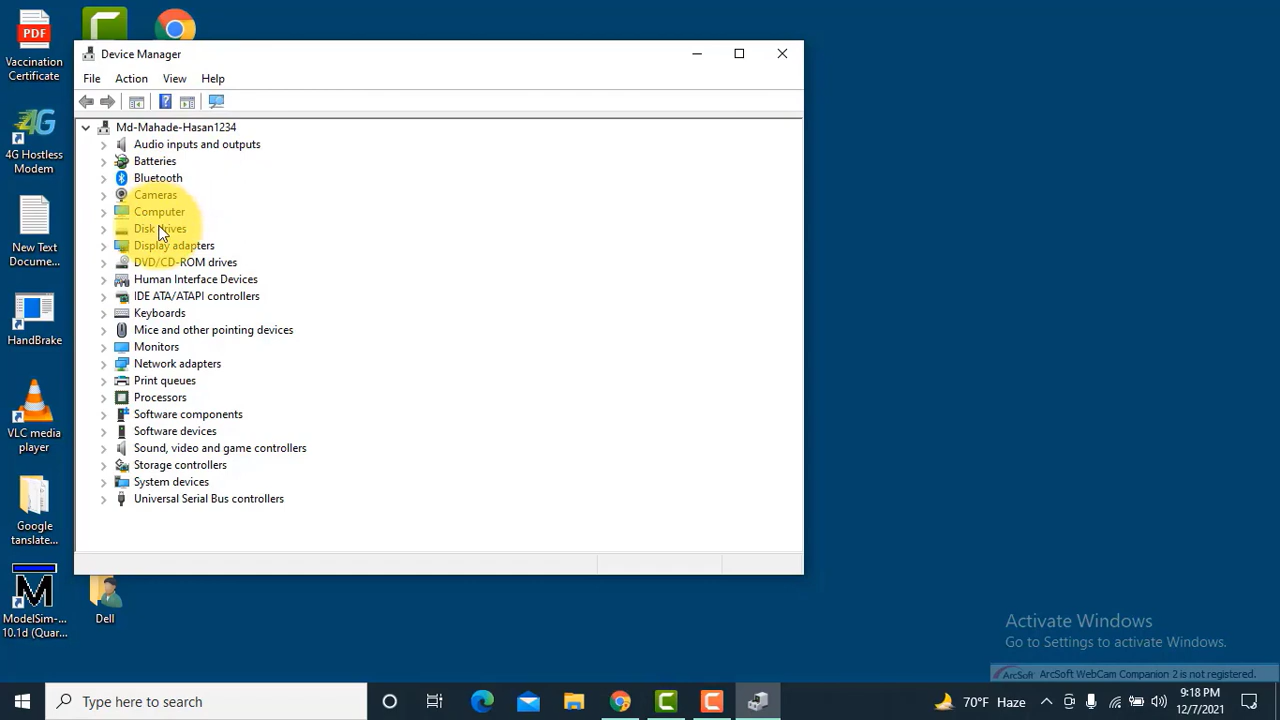 PDF
Vaccination
Certificate
4G
4G Hostless
Modem
New Text
Docume...
HandBrake
VLC media
player
Google
tanslate...
ModelSim-...
10.1d (Quar...
Dell
Device Manager
File Action View Help
Md-Mahade-Hasan1234
Audio inputs and outputs
Batteries
Bluetooth
Cameras
Computer
Disk drives
Display adapters
DVD/CD-ROM drives
Human Interface Devices
IDE ATA/ATAPI controllers
Keyboards
Mice and other pointing devices
Monitors
Network adapters
Print queues
Processors
Software components
Software devices
Sound, video and game controllers
Storage controllers
System devices
Universal Serial Bus controllers
Activate Windows
Go to Settings to activate Windows.
ArcSoft ArcSoft WebCam Companion 2 is not registered.
Type here to search
70°F Haze
9:18 PM
12/7/2021